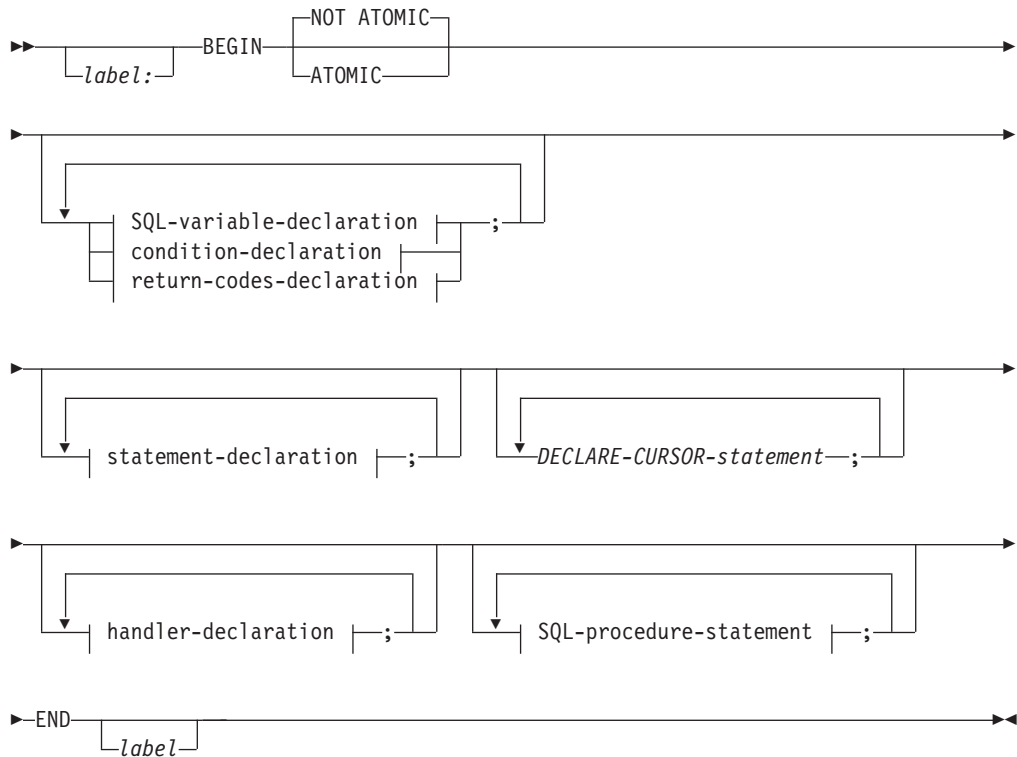 NOT ATOMIC
label: BEGIN
ATOMIC
SQL-variable-declaration ;
condition-declaration
return-codes-declaration
statement-declaration ; DECLARE-CURSOR-statement ;
handler-declaration ; SQL-procedure-statement ;
END
label